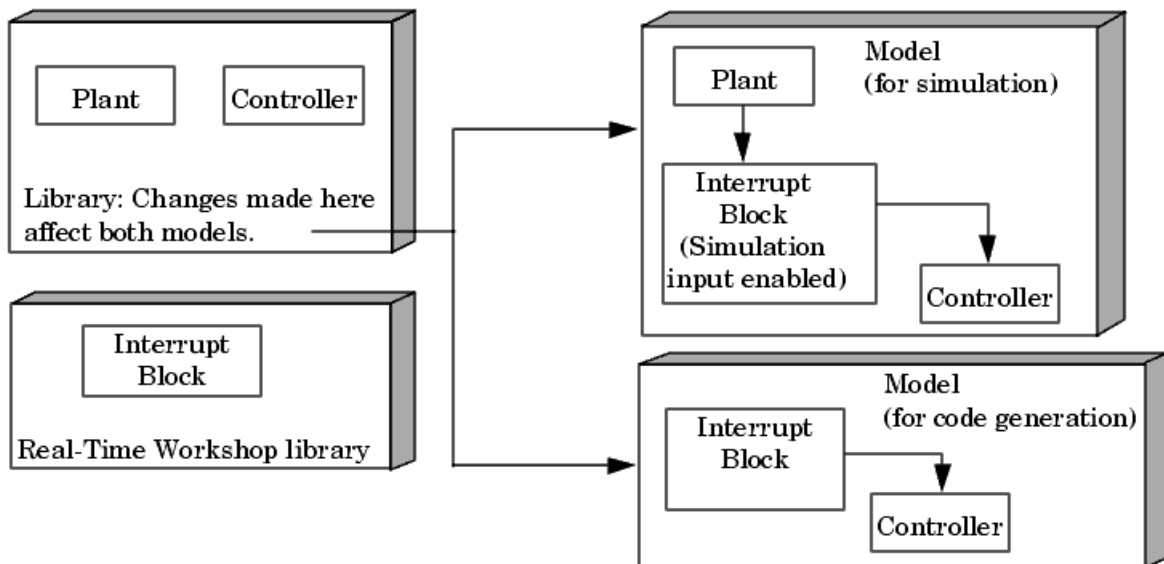 Plant
Controller
Library: Changes made here
affect both models.
Interrupt
Block
Real-Time Workshop library
Model
(for simulation)
Plant
Interrupt
Block
(Simulation
input enabled)
Controller
Model
(for code generation)
Interrupt
Block
Controller